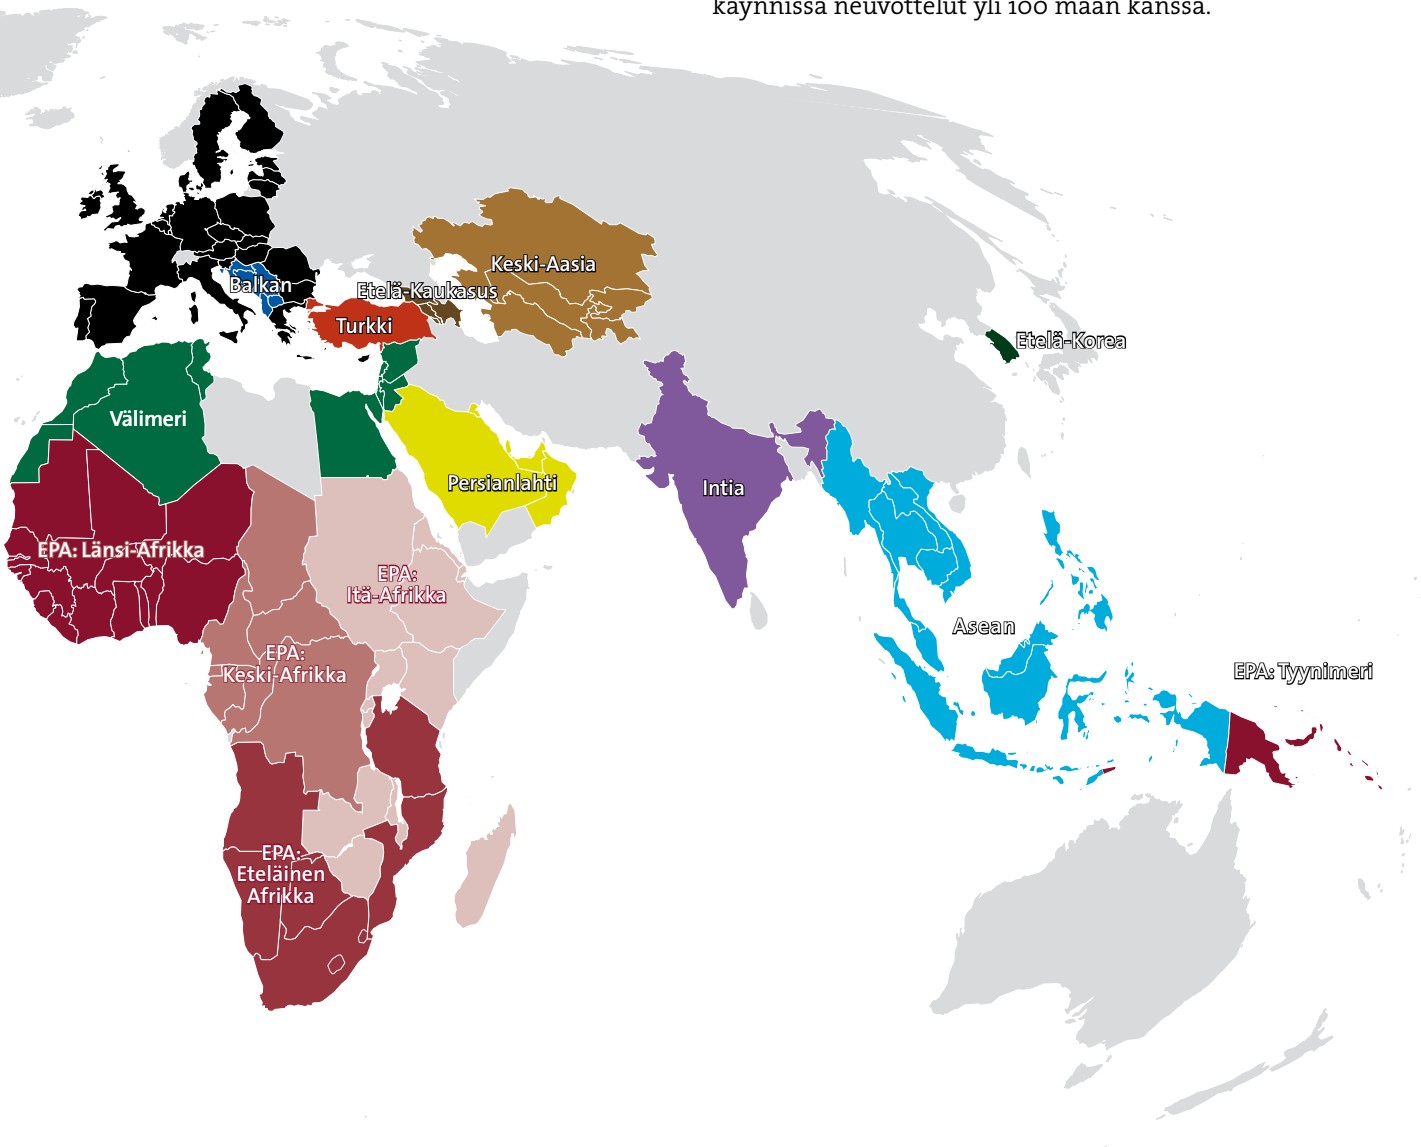 käynnissä neuvottelut yli 100 maan kanssa.
Keski-Aasia
Balkan
Etelä-Kaukasus
Turkki
Etelä-Korea
Välimeri
Persianlahti
Intia
EPA: Länsi-Afrikka
EPA:
Itä-Afrikka
Asean
EPA:
Keski-Afrikka
EPA: Tyynimeri
EPA:
Eteläinen
Afrikka